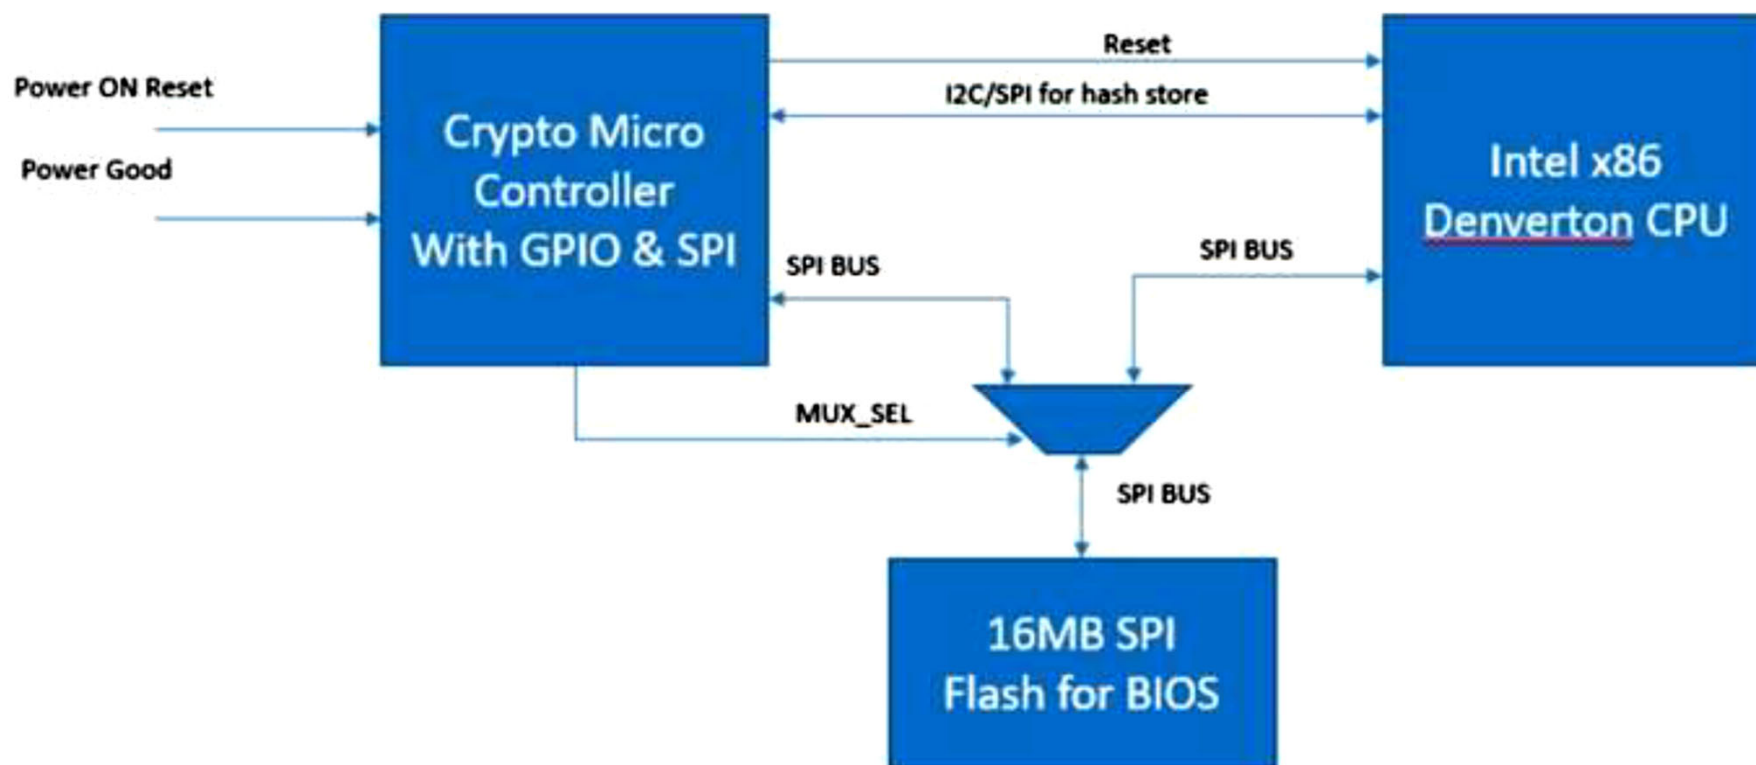 Power ON Reset
Power Good
Crypto Micro
Controller
With GPIO & SPI
Reset
I2C/SPI for hash store
Intel x86
Denverton CPU
SPI BUS
SPI BUS
MUX_SEL
SPI BUS
16MB SPI
Flash for BIOS